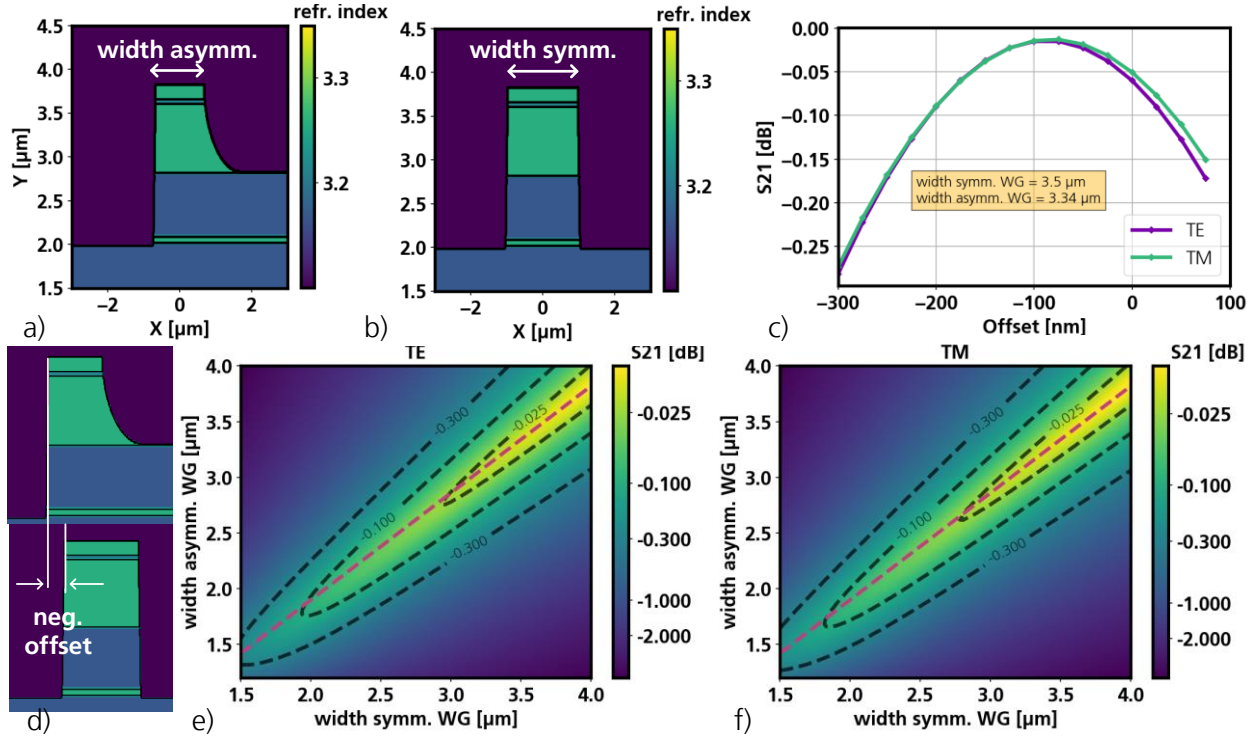 refr. index
width asymm.
Y [µm]
4.5
4.0
3.5
3.0
2.5
2.0
1.5
−2
0
2
X [µm]
3.3
3.2
a)
refr. index
width symm.
4.5
4.0
3.5
3.0
2.5
2.0
1.5
−2
0
2
X [µm]
3.3
3.2
b)
S21 [dB]
0.00
−0.05
−0.10
−0.15
−0.20
−0.25
width symm. WG = 3.5 µm
width asymm. WG = 3.34 µm
TE
TM
−300
−200
−100
0
100
Offset [nm]
c)
neg.
offset
d)
TE
S21 [dB]
width asymm. WG [µm]
4.0
3.5
3.0
2.5
2.0
1.5
-0.300
-0.025
-0.100
-0.300
1.5
2.0
2.5
3.0
3.5
4.0
width symm. WG [µm]
-0.025
-0.100
-0.300
-1.000
-2.000
e)
TM
S21 [dB]
width asymm. WG [µm]
4.0
3.5
3.0
2.5
2.0
1.5
-0.300
-0.025
-0.100
-0.300
1.5
2.0
2.5
3.0
3.5
4.0
width symm. WG [µm]
-0.025
-0.100
-0.300
-1.000
-2.000
f)